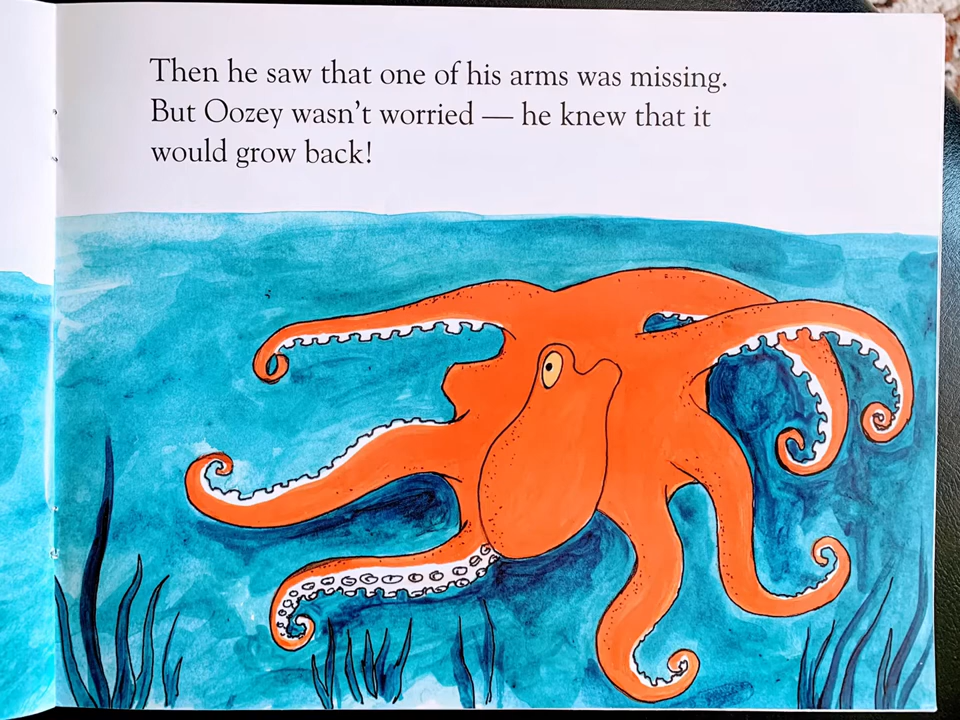 Then he saw that one of his arms was missing.
But Oozey wasn't worried — he knew that it
would grow back!